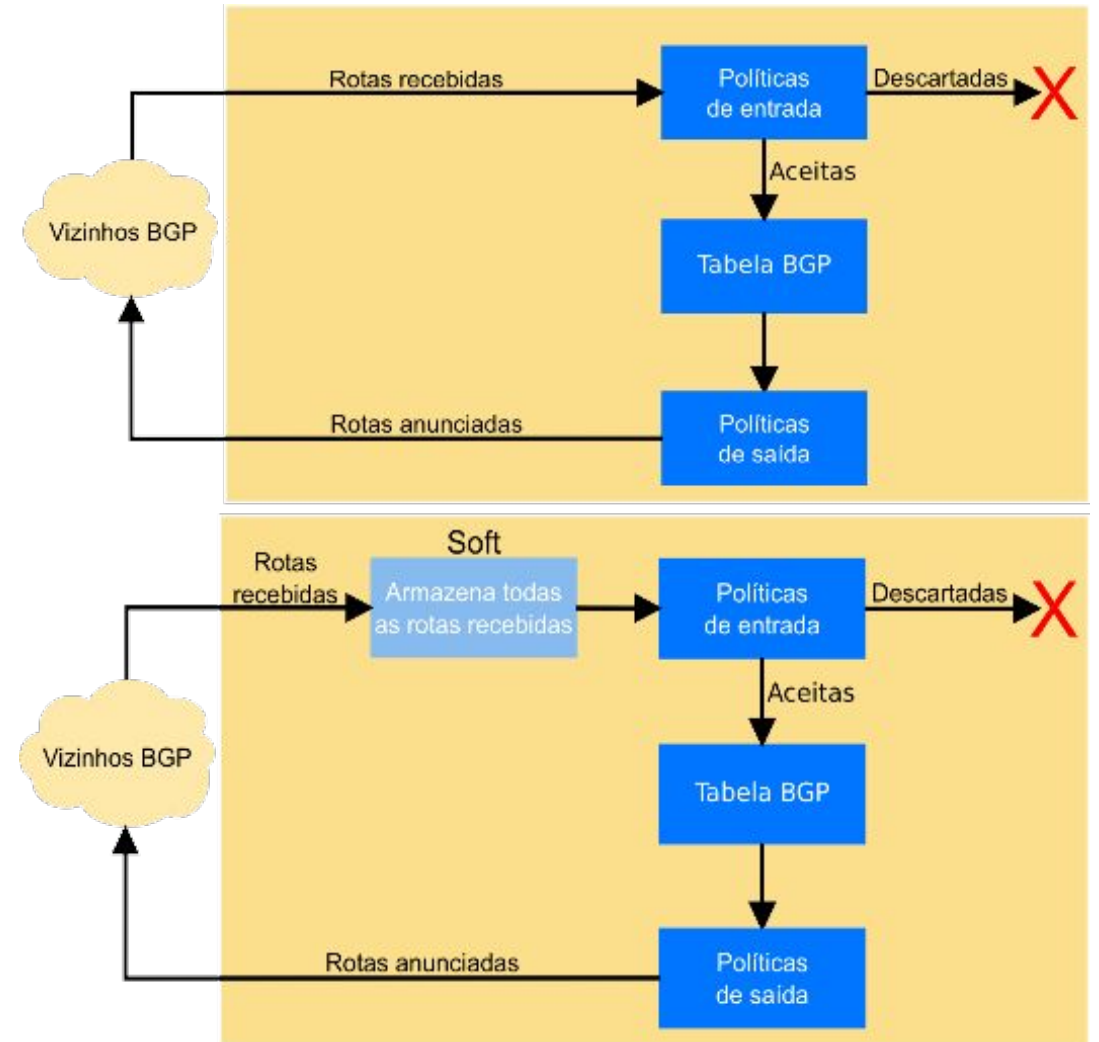 Rotas recebidas
Políticas
de entrada
Descartadas
X
Aceitas
Vizinhos BGP
Tabela BGP
Rotas anunciadas
Políticas
de saída
Soft
Rotas
recebidas
Armazena todas
as rotas recebidas
Políticas
de entrada
Descartadas
X
Aceitas
Vizinhos BGP
Tabela BGP
Rotas anunciadas
Políticas
de saída